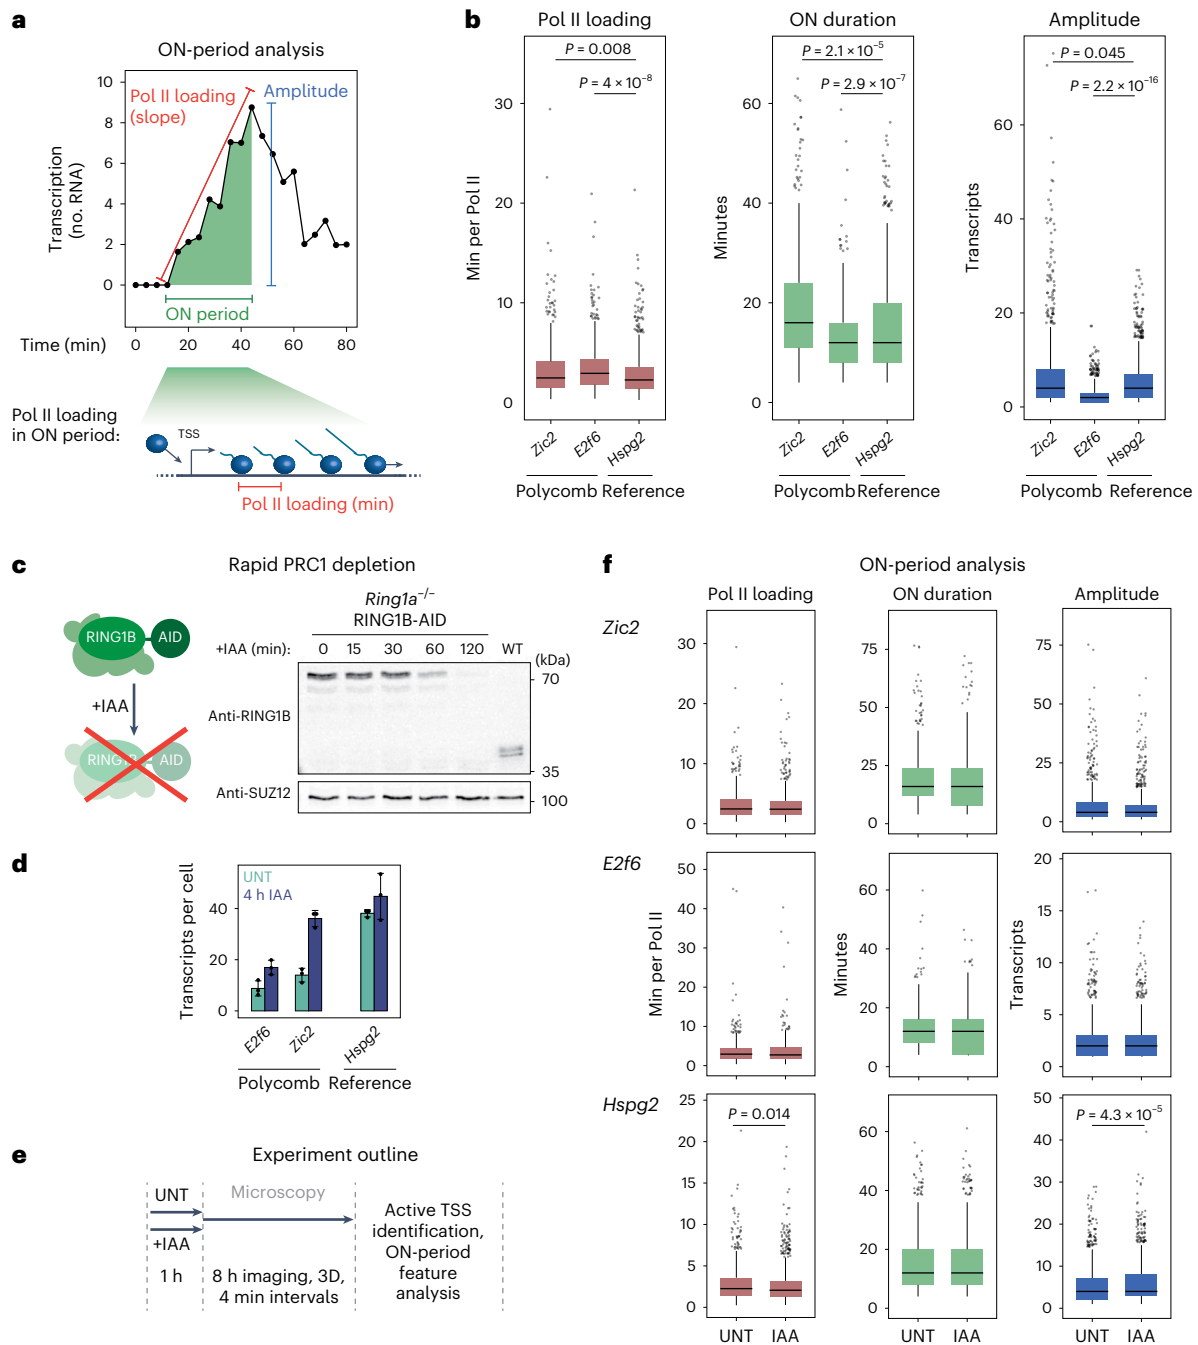 a
ON-period analysis
10
8
6
4
2
0
Transcription
(no. RNA)
Pol II loading
(slope)
Amplitude
ON period
Time (min)
0 20 40 60 80
Pol II loading
in ON period:
TSS
Pol II loading (min)
b
Pol II loading
P = 0.008
P = 4 × 10−8
Min per Pol II
30
20
10
0
Zic2 E2f6 Hspg2
Polycomb Reference
ON duration
P = 2.1 × 10−5
P = 2.9 × 10−7
Minutes
60
40
20
0
Zic2 E2f6 Hspg2
Polycomb Reference
Amplitude
P = 0.045
P = 2.2 × 10−16
Transcripts
60
40
20
0
Zic2 E2f6 Hspg2
Polycomb Reference
c
Rapid PRC1 depletion
RING1B AID
+IAA
RING1B AID
Ring1a−/−
RING1B-AID
+IAA (min): 0 15 30 60 120 WT
(kDa)
70
Anti-RING1B
35
Anti-SUZ12
100
d
UNT
4 h IAA
Transcripts per cell
40
20
0
E2f6 Zic2 Hspg2
Polycomb Reference
e
Experiment outline
UNT
+IAA
1 h
Microscopy
8 h imaging, 3D,
4 min intervals
Active TSS
identification,
ON-period
feature
analysis
f
ON-period analysis
Pol II loading ON duration Amplitude
Zic2
30
20
10
0
75
50
25
0
75
50
25
0
E2f6
Min per Pol II
50
40
30
20
10
0
Minutes
60
40
20
0
Transcripts
20
15
10
5
0
Hspg2
P = 0.014
25
20
15
10
5
0
60
40
20
0
P = 4.3 × 10−5
50
40
30
20
10
0
UNT IAA UNT IAA UNT IAA